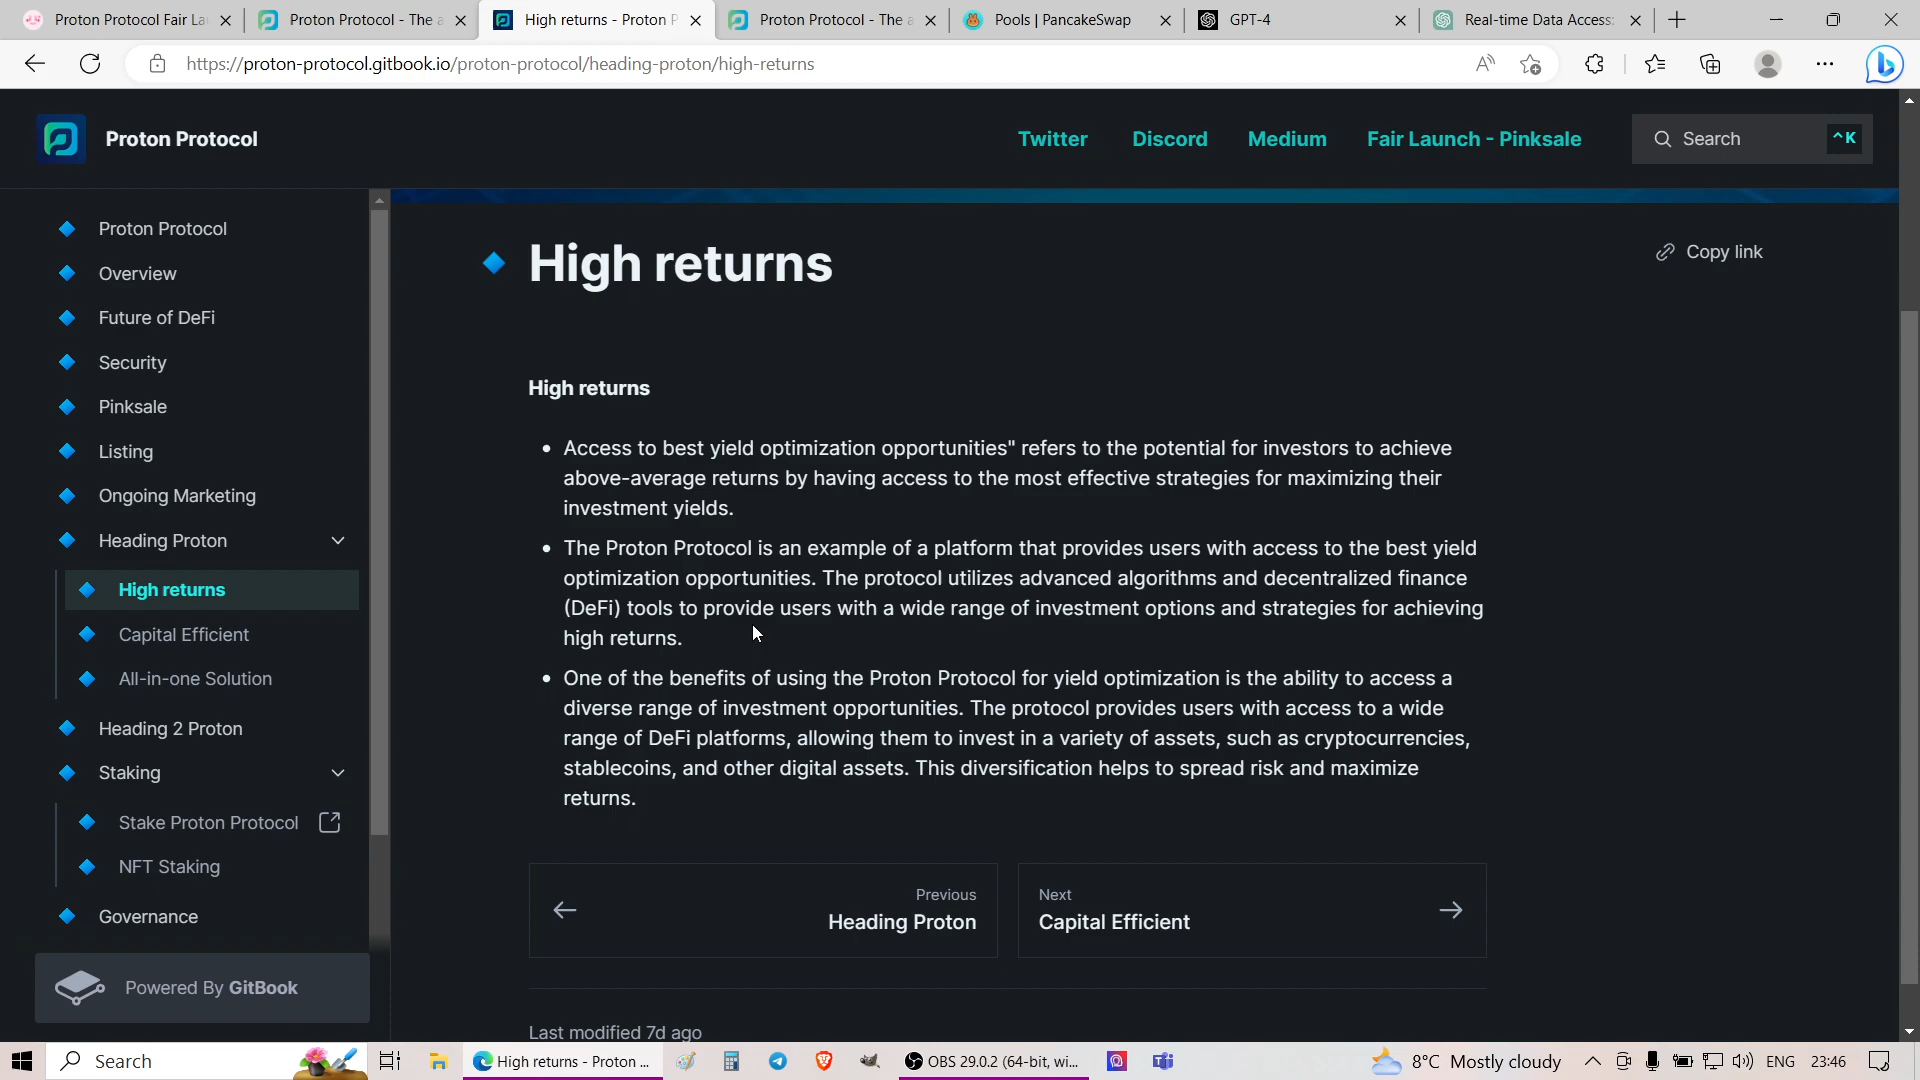 Proton Protocol Fair La
Proton Protocol - The a
High returns - Proton P
Proton Protocol - The a
Pools | PancakeSwap
GPT-4
Real-time Data Access:
https://proton-protocol.gitbook.io/proton-protocol/heading-proton/high-returns
Proton Protocol
Twitter
Discord
Medium
Fair Launch - Pinksale
Search
^K
Proton Protocol
Overview
Future of DeFi
Security
Pinksale
Listing
Ongoing Marketing
Heading Proton
High returns
Capital Efficient
All-in-one Solution
Heading 2 Proton
Staking
Stake Proton Protocol
NFT Staking
Governance
Powered By GitBook
High returns
Copy link
High returns
• Access to best yield optimization opportunities" refers to the potential for investors to achieve
above-average returns by having access to the most effective strategies for maximizing their
investment yields.
• The Proton Protocol is an example of a platform that provides users with access to the best yield
optimization opportunities. The protocol utilizes advanced algorithms and decentralized finance
(DeFi) tools to provide users with a wide range of investment options and strategies for achieving
high returns.
• One of the benefits of using the Proton Protocol for yield optimization is the ability to access a
diverse range of investment opportunities. The protocol provides users with access to a wide
range of DeFi platforms, allowing them to invest in a variety of assets, such as cryptocurrencies,
stablecoins, and other digital assets. This diversification helps to spread risk and maximize
returns.
Previous
Heading Proton
Next
Capital Efficient
Last modified 7d ago
Search
High returns - Proton ...
OBS 29.0.2 (64-bit, wi...
8°C Mostly cloudy
ENG
23:46